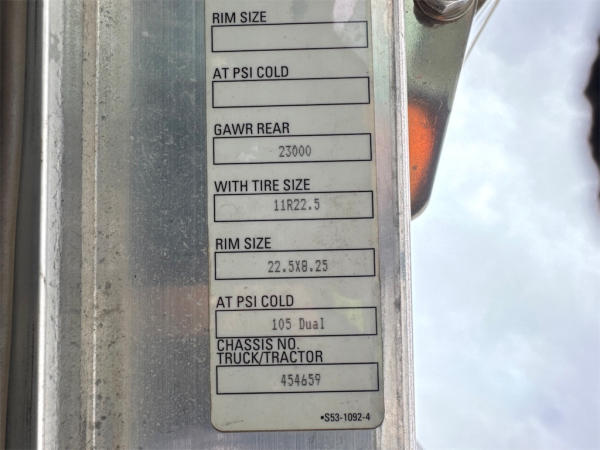 RIM SIZE
AT PSI COLD
GAWR REAR
23000
WITH TIRE SIZE
11R22.5
RIM SIZE
22.5X8.25
AT PSI COLD
105 Dual
CHASSIS NO.
TRUCK/TRACTOR
454659
•S53-1092-4